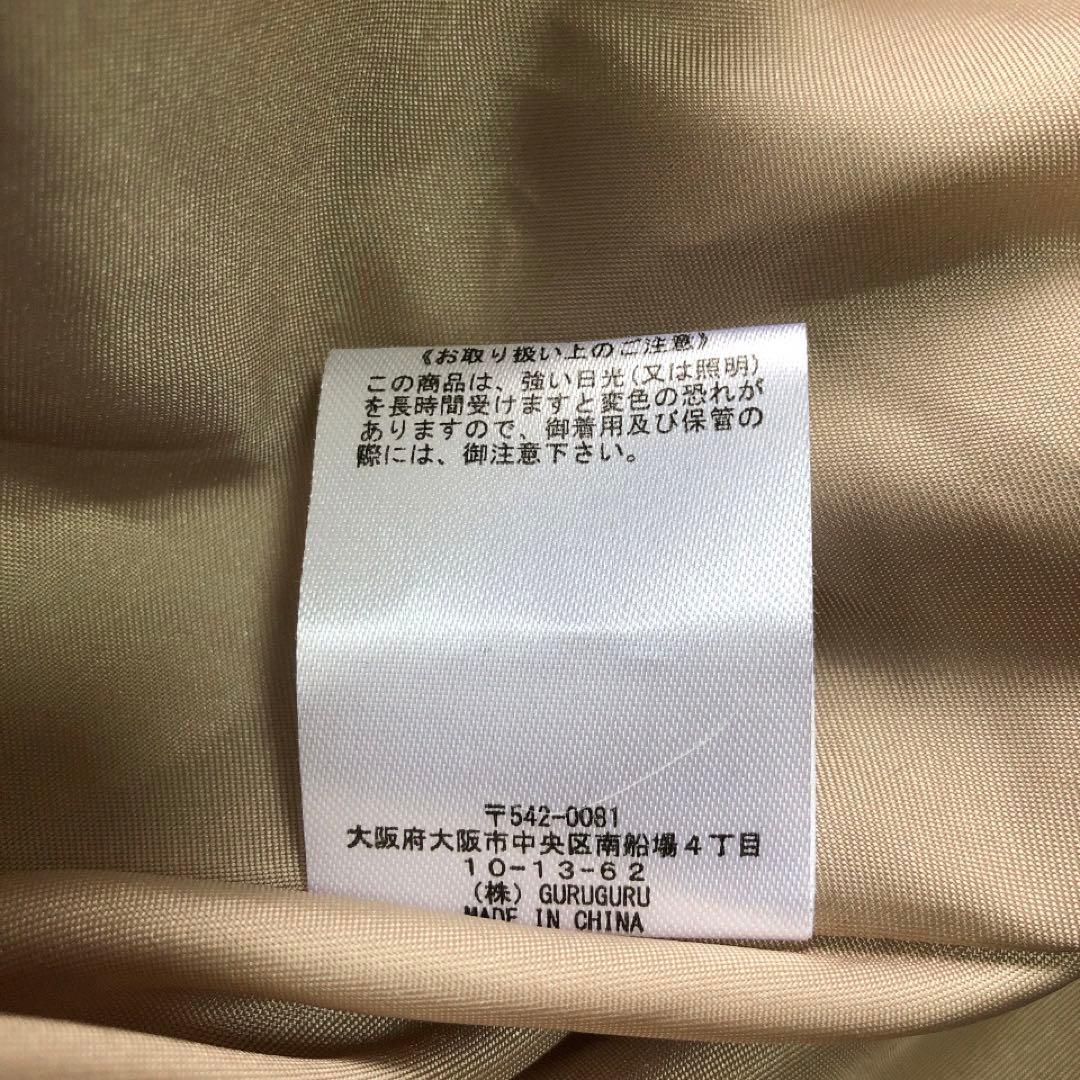 《お取り扱い上のご注意》
この商品は、強い日光(又は照明)
を長時間受けますと変色の恐れが
ありますので、御着用及び保管の
際には、御注意下さい。
〒542-0081
大阪府大阪市中央区南船場４丁目
１０-１３-６２
（株）GURUGURU
MADE IN CHINA